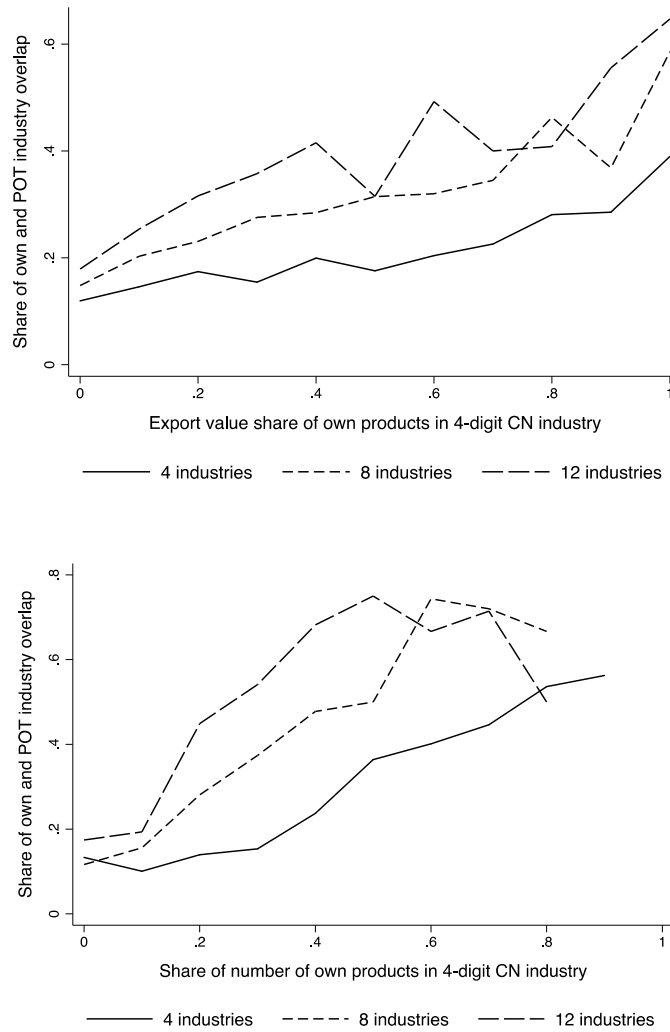 .6
.4
.2
0
Share of own and POT industry overlap
0 .2 .4 .6 .8 1
Export value share of own products in 4-digit CN industry
4 industries 8 industries 12 industries
.8
.6
.4
.2
0
Share of own and POT industry overlap
0 .2 .4 .6 .8 1
Share of number of own products in 4-digit CN industry
4 industries 8 industries 12 industries